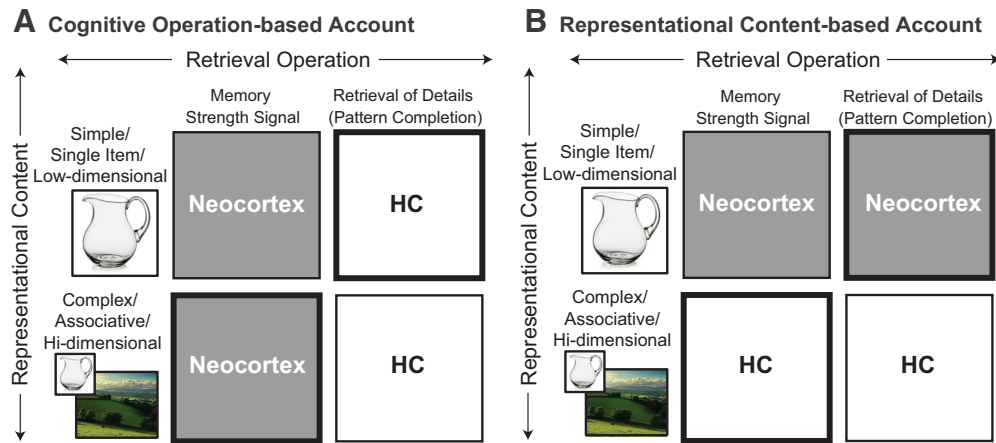 A Cognitive Operation-based Account
Retrieval Operation
Memory
Strength Signal
Retrieval of Details
(Pattern Completion)
Representational Content
Simple/
Single Item/
Low-dimensional
Neocortex
HC
Complex/
Associative/
Hi-dimensional
Neocortex
HC
B Representational Content-based Account
Retrieval Operation
Memory
Strength Signal
Retrieval of Details
(Pattern Completion)
Representational Content
Simple/
Single Item/
Low-dimensional
Neocortex
Neocortex
Complex/
Associative/
Hi-dimensional
HC
HC